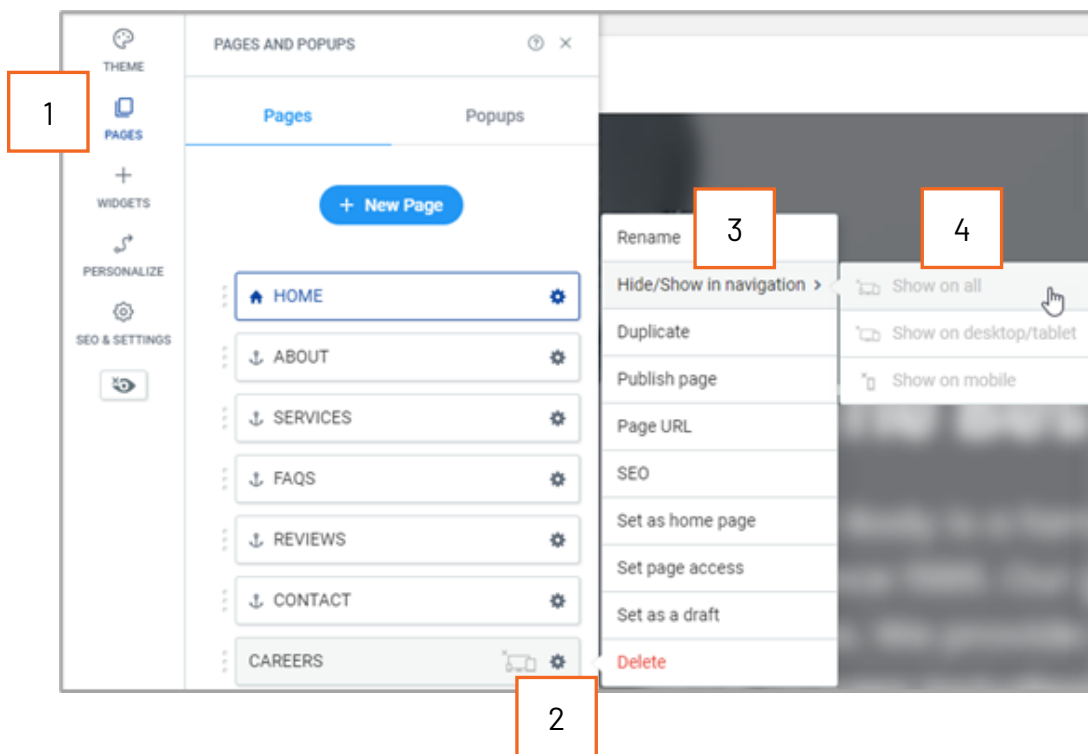 THEME
1
PAGES
WIDGETS
PERSONALIZE
SEO & SETTINGS
PAGES AND POPUPS
Pages
Popups
+ New Page
HOME
ABOUT
SERVICES
FAQS
REVIEWS
CONTACT
CAREERS
2
3
Rename
Hide/Show in navigation >
Duplicate
Publish page
Page URL
SEO
Set as home page
Set page access
Set as a draft
Delete
4
Show on all
Show on desktop/tablet
Show on mobile